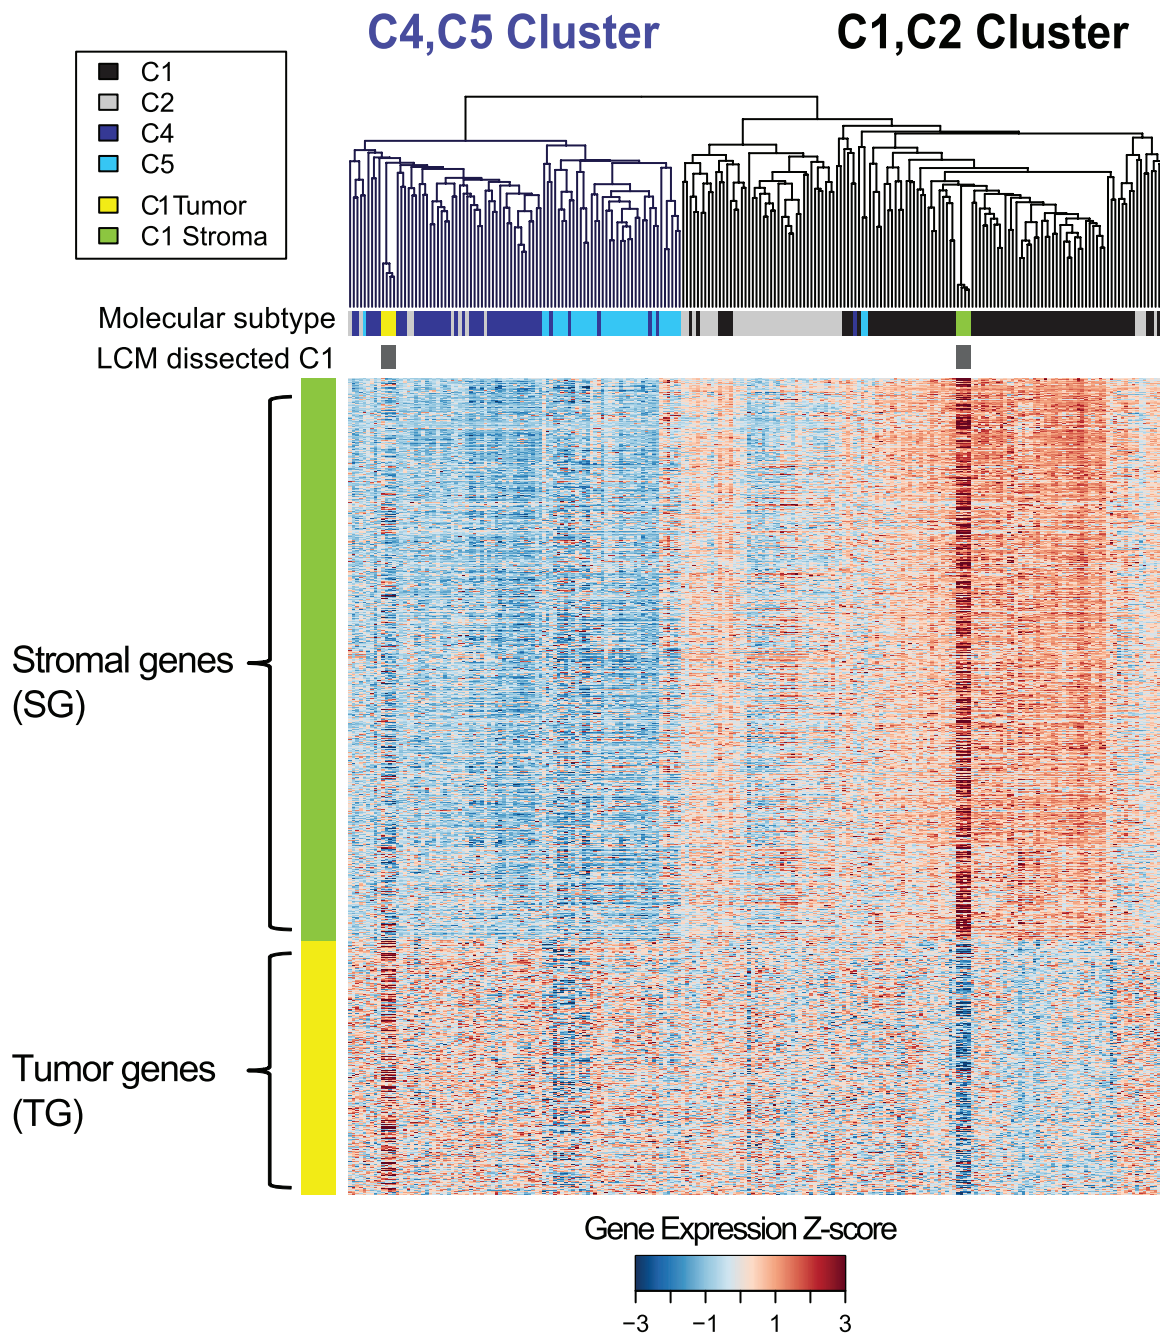 C4,C5 Cluster
C1,C2 Cluster
C1
C2
C4
C5
C1 Tumor
C1 Stroma
Molecular subtype
LCM dissected C1
Stromal genes
(SG)
Tumor genes
(TG)
Gene Expression Z-score
−3 −1 1 3